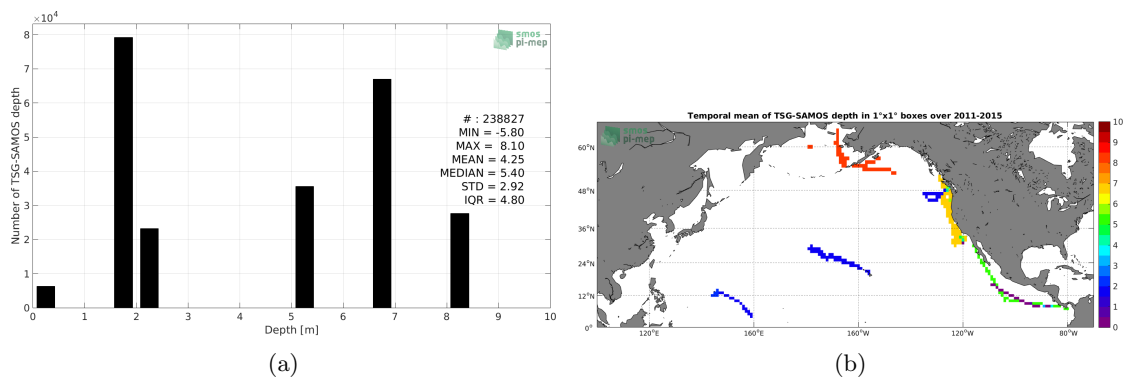 ×10⁴
8
7
6
5
4
3
2
1
0
Number of TSG-SAMOS depth
smos
pi-mep
# : 238827
MIN = -5.80
MAX = 8.10
MEAN = 4.25
MEDIAN = 5.40
STD = 2.92
IQR = 4.80
0 1 2 3 4 5 6 7 8 9 10
Depth [m]
(a)
Temporal mean of TSG-SAMOS depth in 1°x1° boxes over 2011-2015
smos
pi-mep
60°N
48°N
36°N
24°N
12°N
0°
120°E 160°E 160°W 120°W 80°W
10
9
8
7
6
5
4
3
2
1
0
(b)